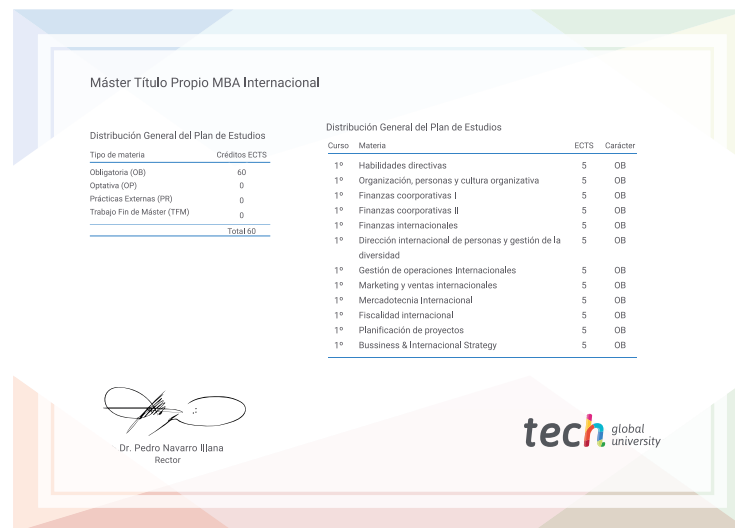 Máster Título Propio MBA Internacional
Distribución General del Plan de Estudios
Tipo de materia Créditos ECTS
Obligatoria (OB) 60
Optativa (OP) 0
Prácticas Externas (PR) 0
Trabajo Fin de Máster (TFM) 0
Total 60
Distribución General del Plan de Estudios
Curso Materia ECTS Carácter
1º Habilidades directivas 5 OB
1º Organización, personas y cultura organizativa 5 OB
1º Finanzas coorporativas I 5 OB
1º Finanzas coorporativas II 5 OB
1º Finanzas internacionales 5 OB
1º Dirección internacional de personas y gestión de la 5 OB
diversidad
1º Gestión de operaciones Internacionales 5 OB
1º Marketing y ventas internacionales 5 OB
1º Mercadotecnia Internacional 5 OB
1º Fiscalidad internacional 5 OB
1º Planificación de proyectos 5 OB
1º Bussiness & Internacional Strategy 5 OB
Dr. Pedro Navarro Illana
Rector
tech global
university